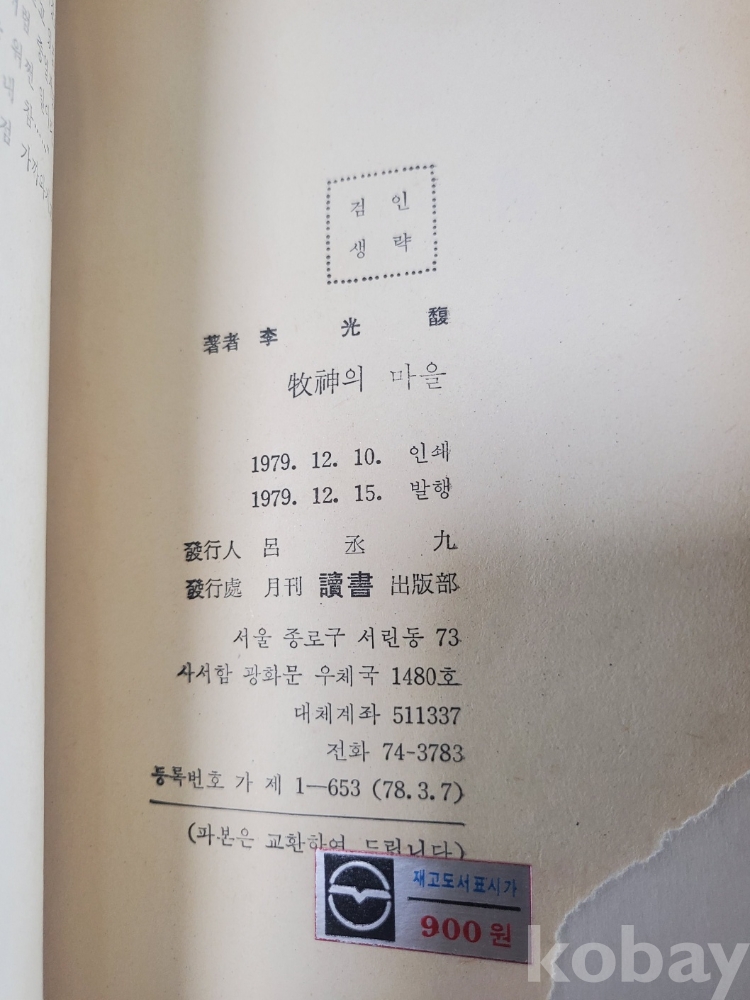 검 인
생 략
著者 李 光 馥
牧神의 마을
1979. 12. 10. 인쇄
1979. 12. 15. 발행
發行人 呂 丞 九
發行處 月刊 讀書 出版部
서울 종로구 서린동 73
사서함 광화문 우체국 1480호
대체계좌 511337
전화 74-3783
등록번호 가 제 1—653 (78.3.7)
(파본은 교환하여 드립니다)
재고도서표시가
900 원
kobay